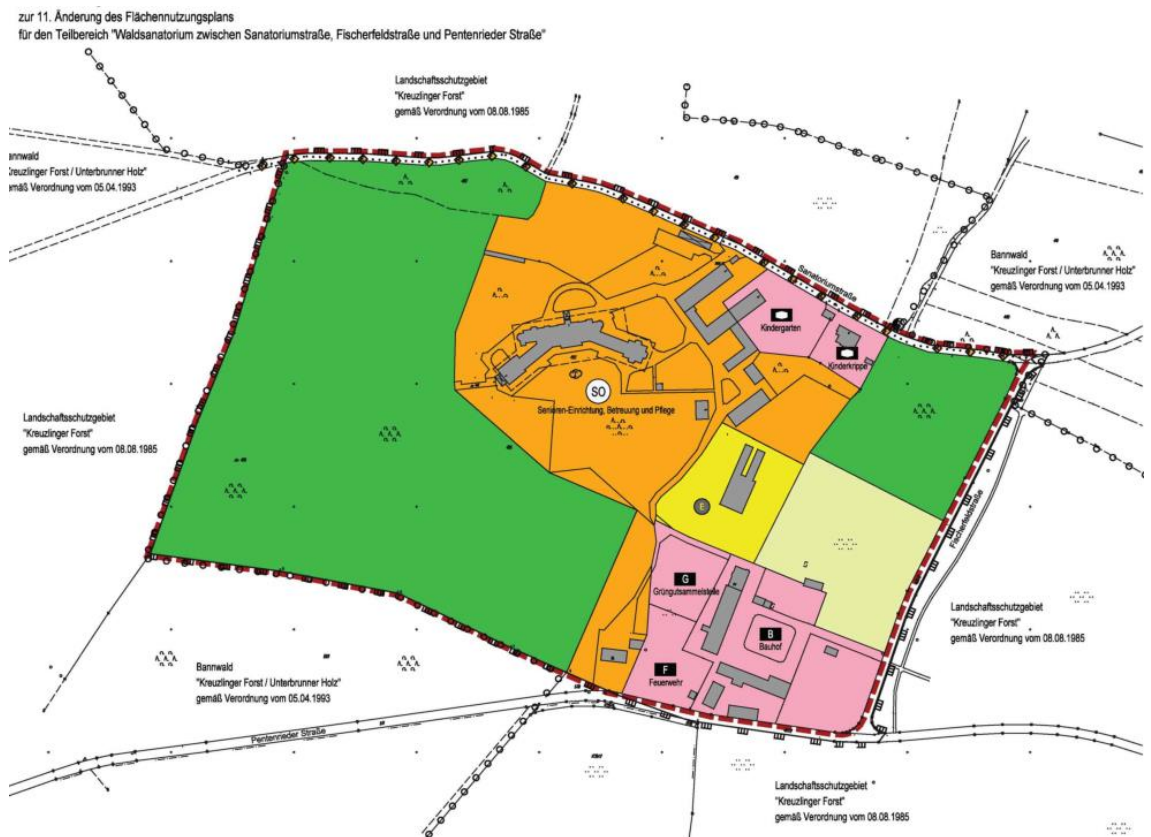 zur 11. Änderung des Flächennutzungsplans
für den Teilbereich "Waldsanatorium zwischen Sanatoriumstraße, Fischerfeldstraße und Pentenrieder Straße"
Landschaftsschutzgebiet
"Kreuzlinger Forst"
gemäß Verordnung vom 08.08.1985
annwald
Kreuzlinger Forst / Unterbrunner Holz"
emäß Verordnung vom 05.04.1993
Bannwald
"Kreuzlinger Forst / Unterbrunner Holz"
gemäß Verordnung vom 05.04.1993
Sanatoriumstraße
Kindergarten
Kinderkrippe
SO
Senioren-Einrichtung, Betreuung und Pflege
Landschaftsschutzgebiet
"Kreuzlinger Forst"
gemäß Verordnung vom 08.08.1985
E
Fischerfeldstraße
G
Grüngutsammelstelle
B
Bauhof
F
Feuerwehr
Landschaftsschutzgebiet
"Kreuzlinger Forst"
gemäß Verordnung vom 08.08.1985
Bannwald
"Kreuzlinger Forst / Unterbrunner Holz"
gemäß Verordnung vom 05.04.1993
Pentenrieder Straße
Landschaftsschutzgebiet
"Kreuzlinger Forst"
gemäß Verordnung vom 08.08.1985